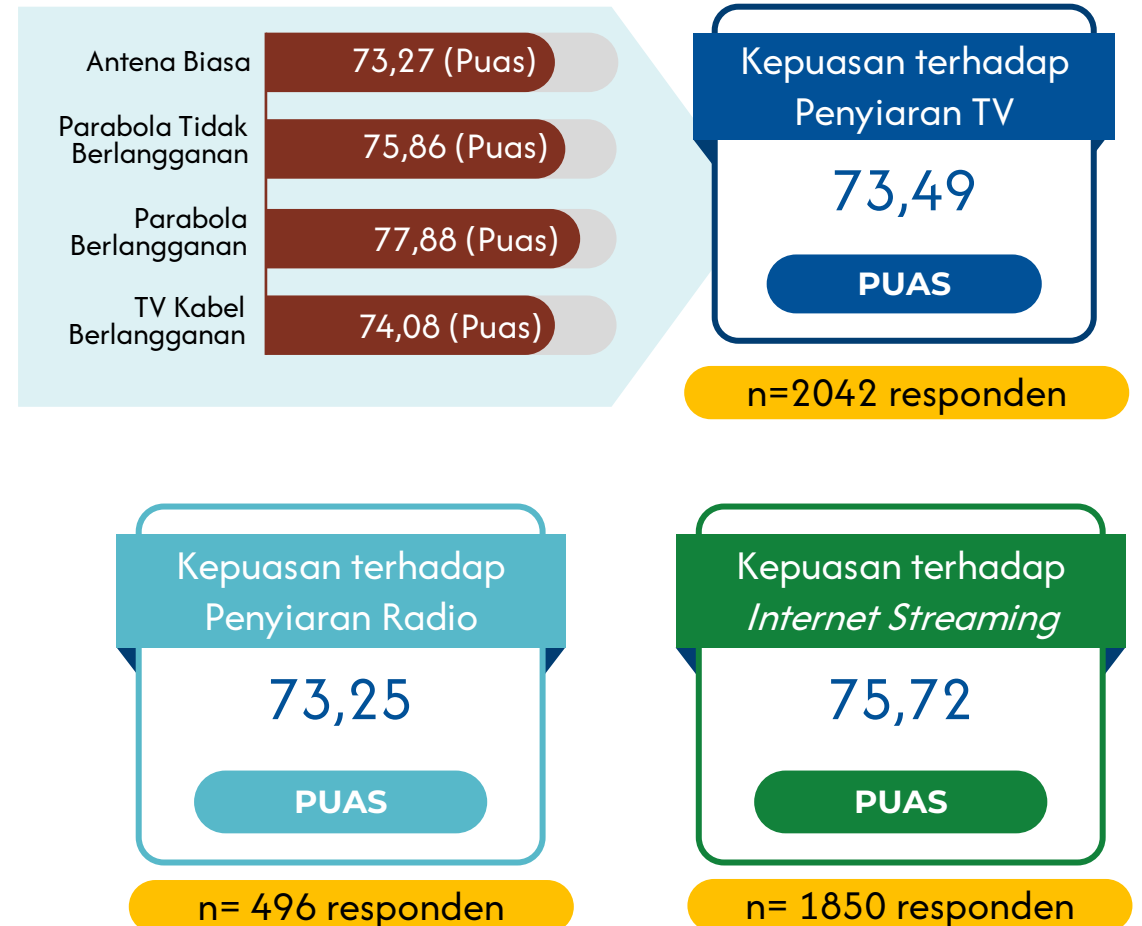 Antena Biasa
73,27 (Puas)
Parabola Tidak
Berlangganan
75,86 (Puas)
Parabola
Berlangganan
77,88 (Puas)
TV Kabel
Berlangganan
74,08 (Puas)
Kepuasan terhadap
Penyiaran TV
73,49
PUAS
n=2042 responden
Kepuasan terhadap
Penyiaran Radio
73,25
PUAS
n= 496 responden
Kepuasan terhadap
Internet Streaming
75,72
PUAS
n= 1850 responden